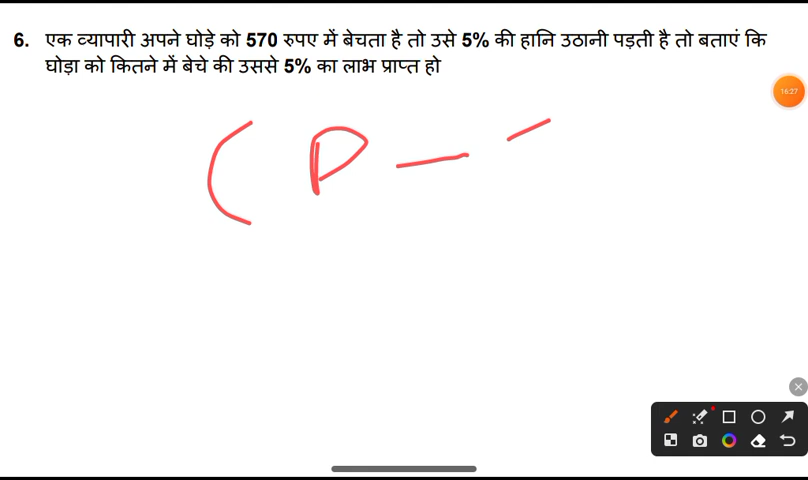 6. एक व्यापारी अपने घोड़े को 570 रुपए में बेचता है तो उसे 5% की हानि उठानी पड़ती है तो बताएं कि
घोड़ा को कितने में बेचे की उससे 5% का लाभ प्राप्त हो
16:27
CP —